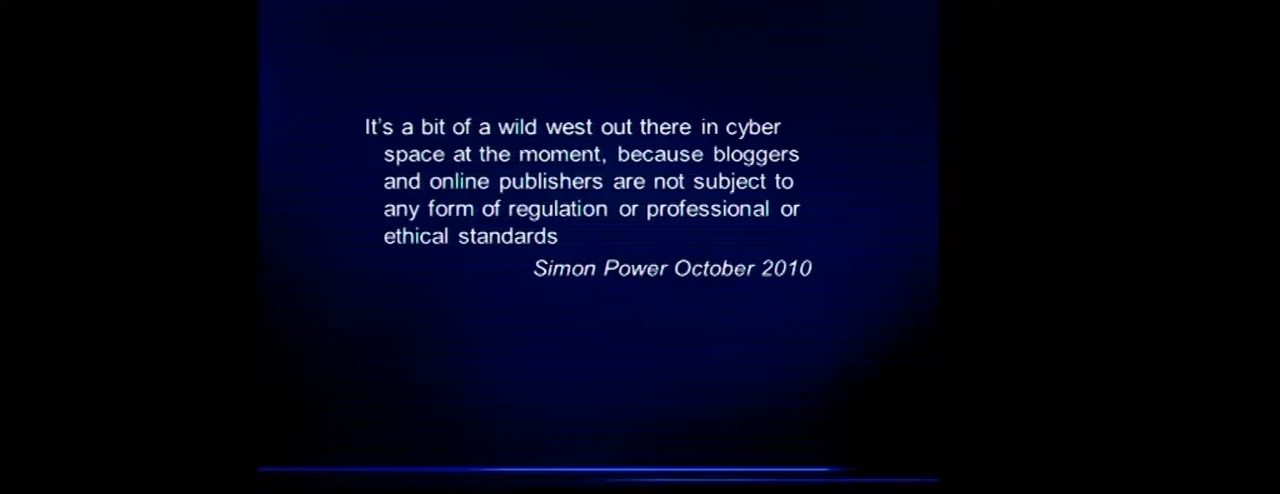 It's a bit of a wild west out there in cyber
space at the moment, because bloggers
and online publishers are not subject to
any form of regulation or professional or
ethical standards
Simon Power October 2010